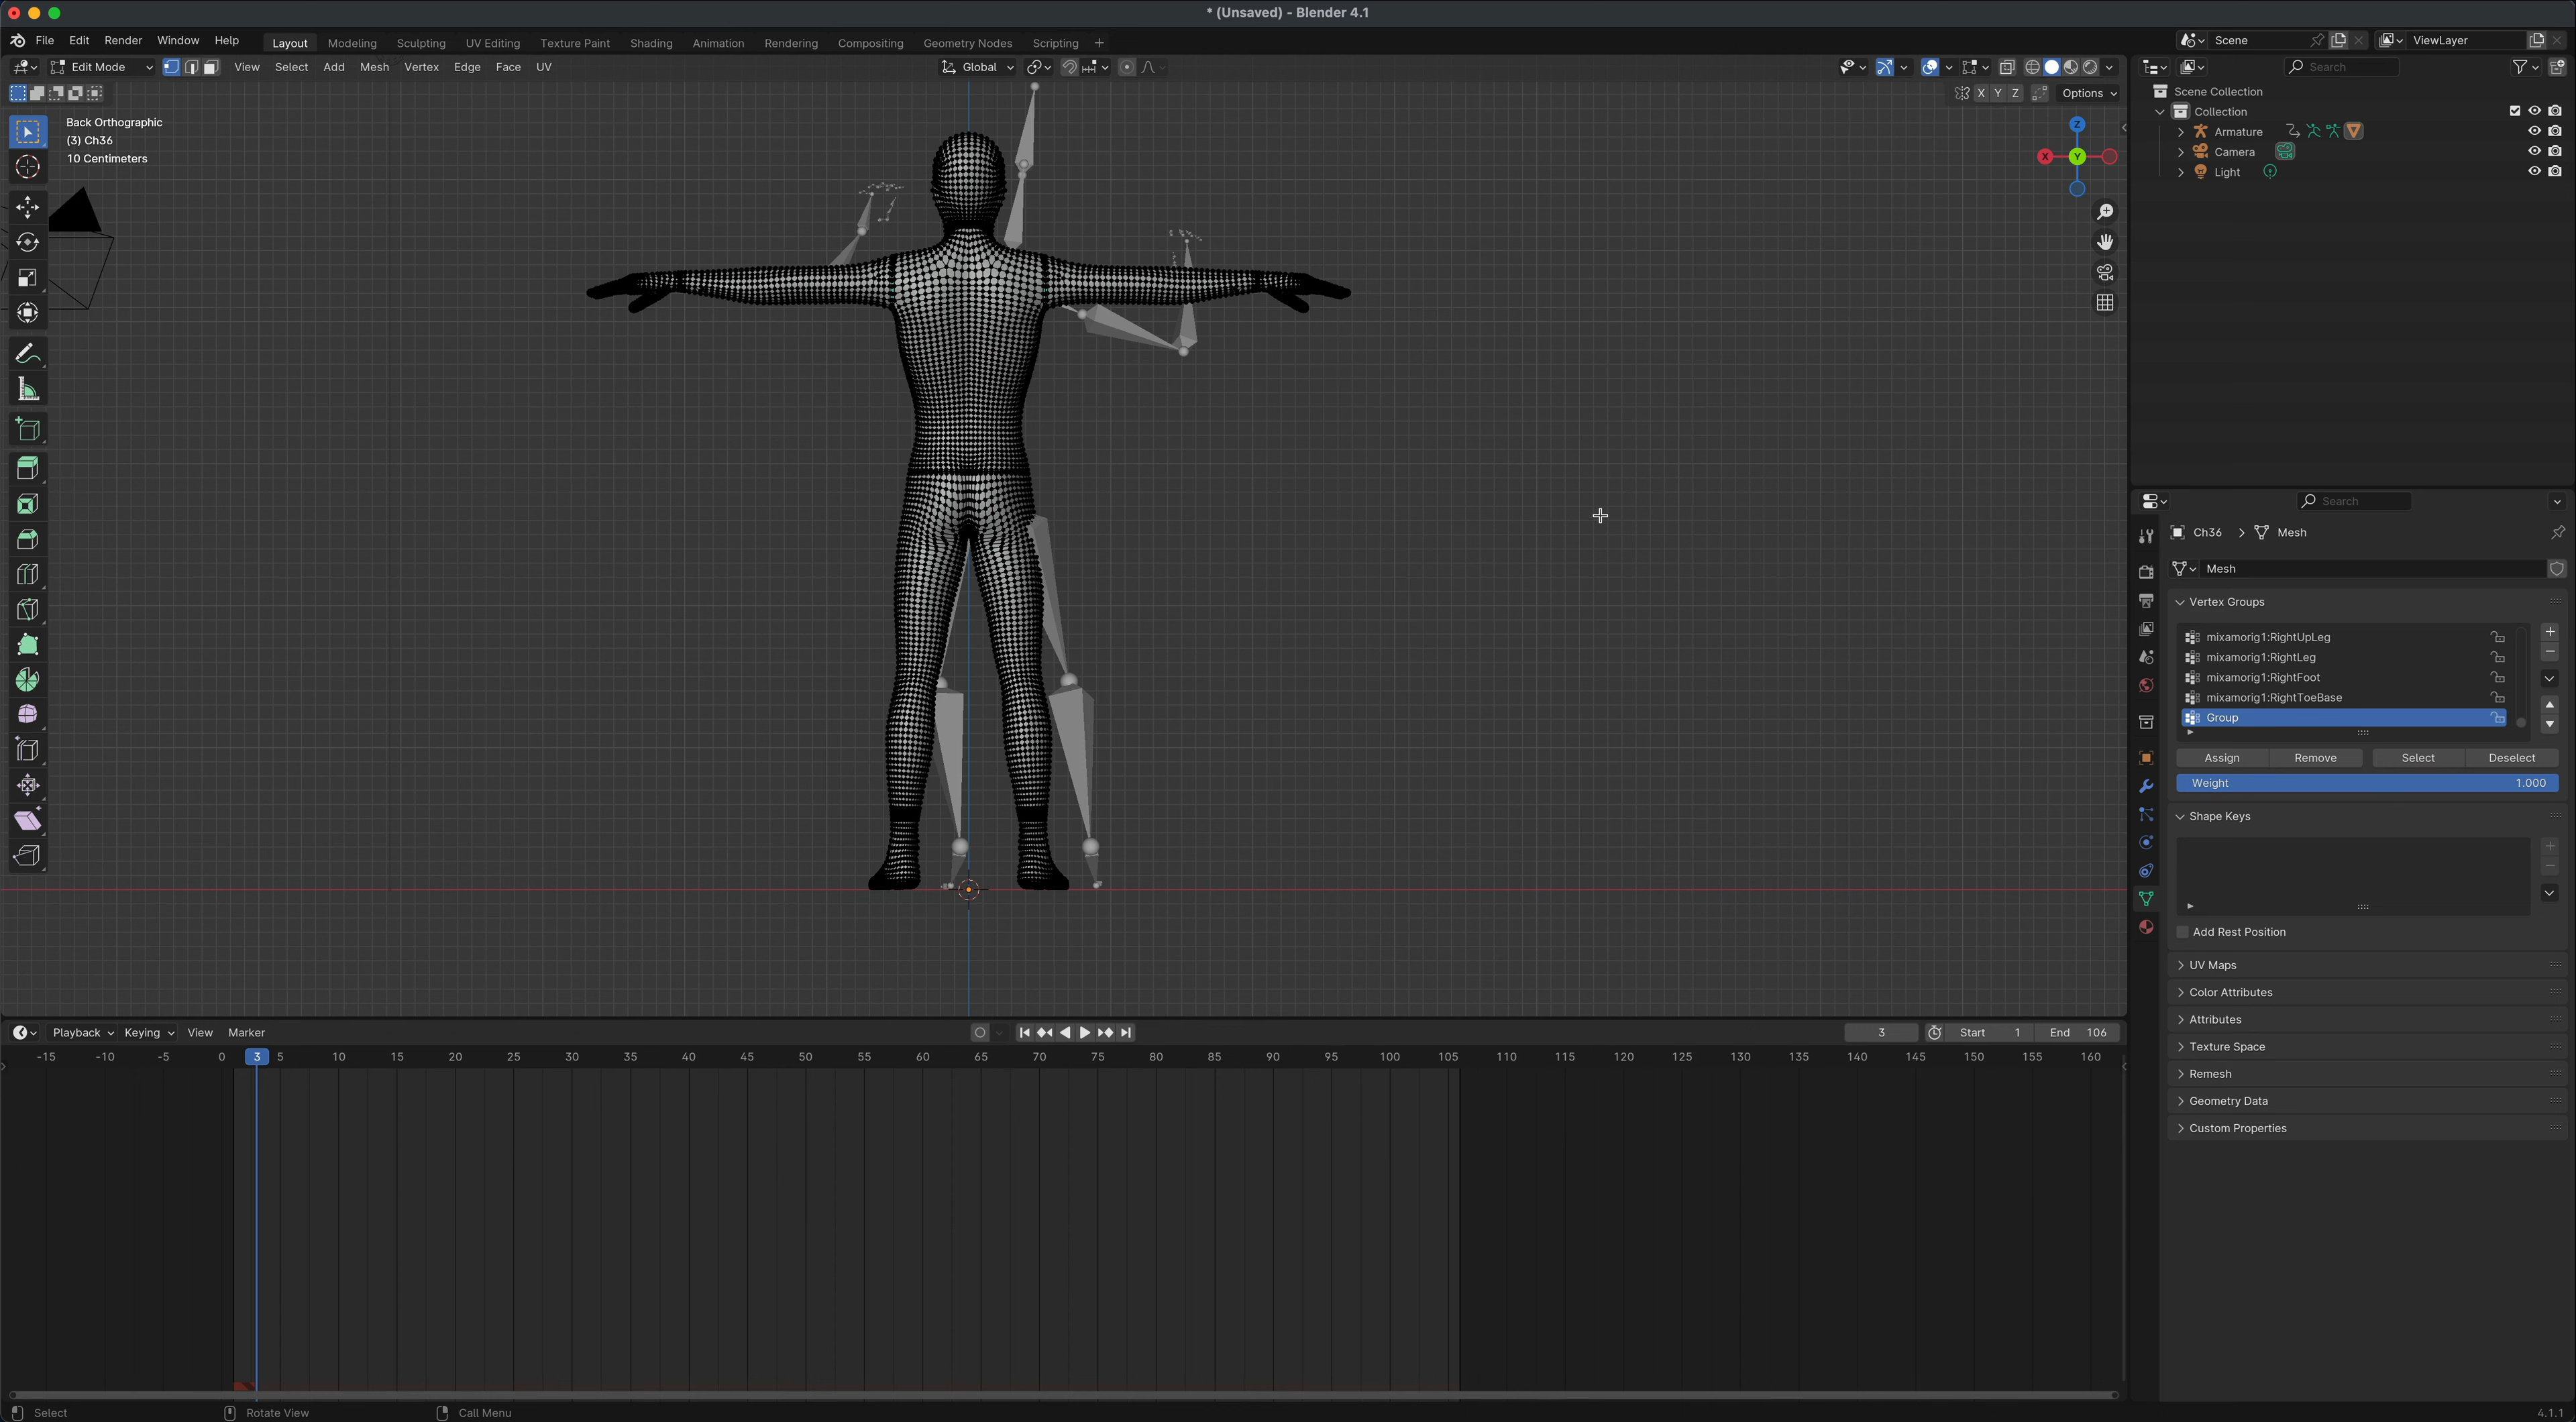 * (Unsaved) - Blender 4.1
File Edit Render Window Help Layout Modeling Sculpting UV Editing Texture Paint Shading Animation Rendering Compositing Geometry Nodes Scripting + Scene ViewLayer
Edit Mode View Select Add Mesh Vertex Edge Face UV Global Search
X Y Z Options
Back Orthographic
(3) Ch36
10 Centimeters
Z
X Y
Scene Collection
Collection
Armature
Camera
Light
Search
Ch36 > Mesh
Mesh
Vertex Groups
mixamorig1:RightUpLeg
mixamorig1:RightLeg
mixamorig1:RightFoot
mixamorig1:RightToeBase
Group
Assign Remove Select Deselect
Weight 1.000
Shape Keys
Add Rest Position
UV Maps
Color Attributes
Attributes
Texture Space
Remesh
Geometry Data
Custom Properties
Playback Keying View Marker 3 Start 1 End 106
-15 -10 -5 0 3 5 10 15 20 25 30 35 40 45 50 55 60 65 70 75 80 85 90 95 100 105 110 115 120 125 130 135 140 145 150 155 160
Select Rotate View Call Menu 4.1.1